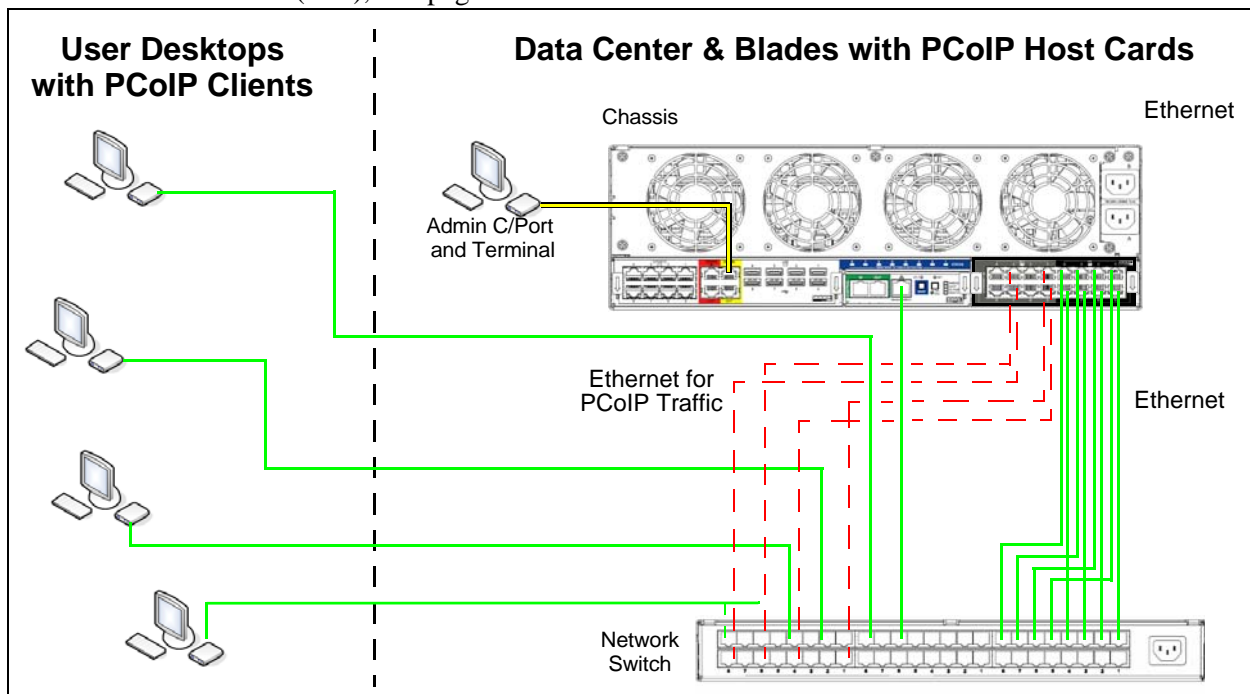 User Desktops
with PCoIP Clients
Data Center & Blades with PCoIP Host Cards
Chassis
Ethernet
Admin C/Port
and Terminal
Ethernet for
PCoIP Traffic
Ethernet
Network
Switch